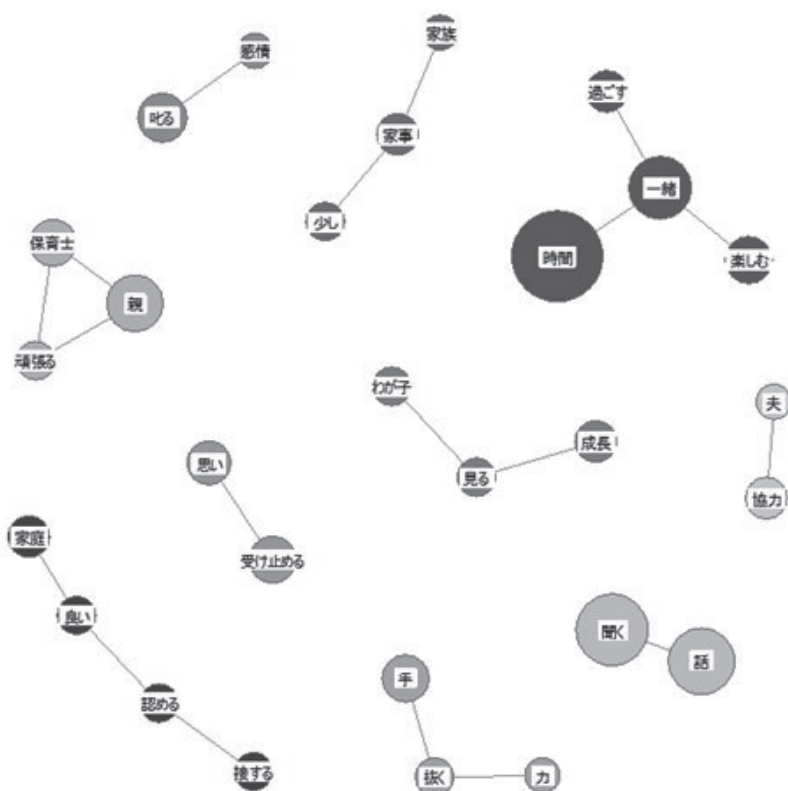 家族
感情
過ごす
叱る
家事
一緒
少し
保育士
時間
楽しむ
親
頑張る
わが子
夫
成長
思い
見る
協力
家庭
受け止める
良い
聞く
話
手
認める
接する
抜く
力